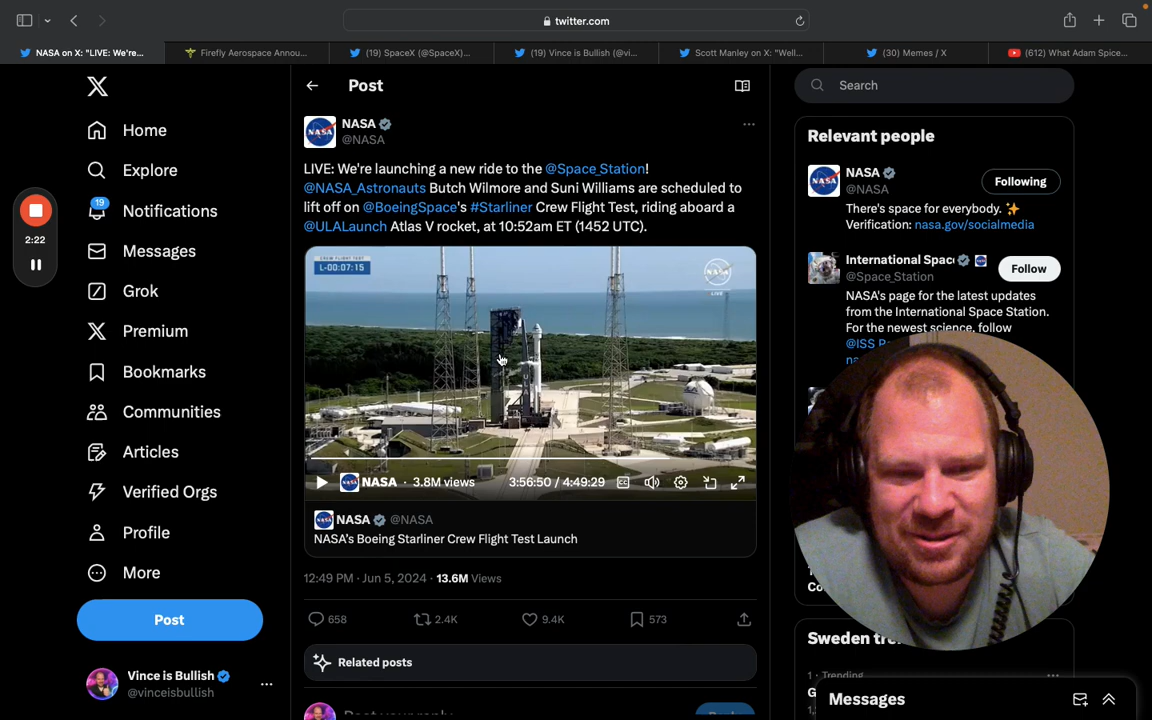 twitter.com
NASA on X: "LIVE: We're...
Firefly Aerospace Annou...
(19) SpaceX (@SpaceX)...
(19) Vince is Bullish (@vi...
Scott Manley on X: "Well...
(30) Memes / X
(612) What Adam Spice...
Home
Explore
19
Notifications
Messages
Grok
Premium
Bookmarks
Communities
Articles
Verified Orgs
Profile
More
Post
Vince is Bullish
@vinceisbullish
2:22
Post
NASA
@NASA
LIVE: We're launching a new ride to the @Space_Station!
@NASA_Astronauts Butch Wilmore and Suni Williams are scheduled to
lift off on @BoeingSpace's #Starliner Crew Flight Test, riding aboard a
@ULALaunch Atlas V rocket, at 10:52am ET (1452 UTC).
CREW FLIGHT TEST
L-00:07:15
NASA
LIVE
NASA · 3.8M views
3:56:50 / 4:49:29
NASA @NASA
NASA's Boeing Starliner Crew Flight Test Launch
12:49 PM · Jun 5, 2024 · 13.6M Views
658
2.4K
9.4K
573
Related posts
Search
Relevant people
NASA
@NASA
Following
There's space for everybody. ✨
Verification: nasa.gov/socialmedia
International Spac
@Space_Station
Follow
NASA's page for the latest updates
from the International Space Station.
For the newest science, follow
Sweden
1 · Trending
Messages